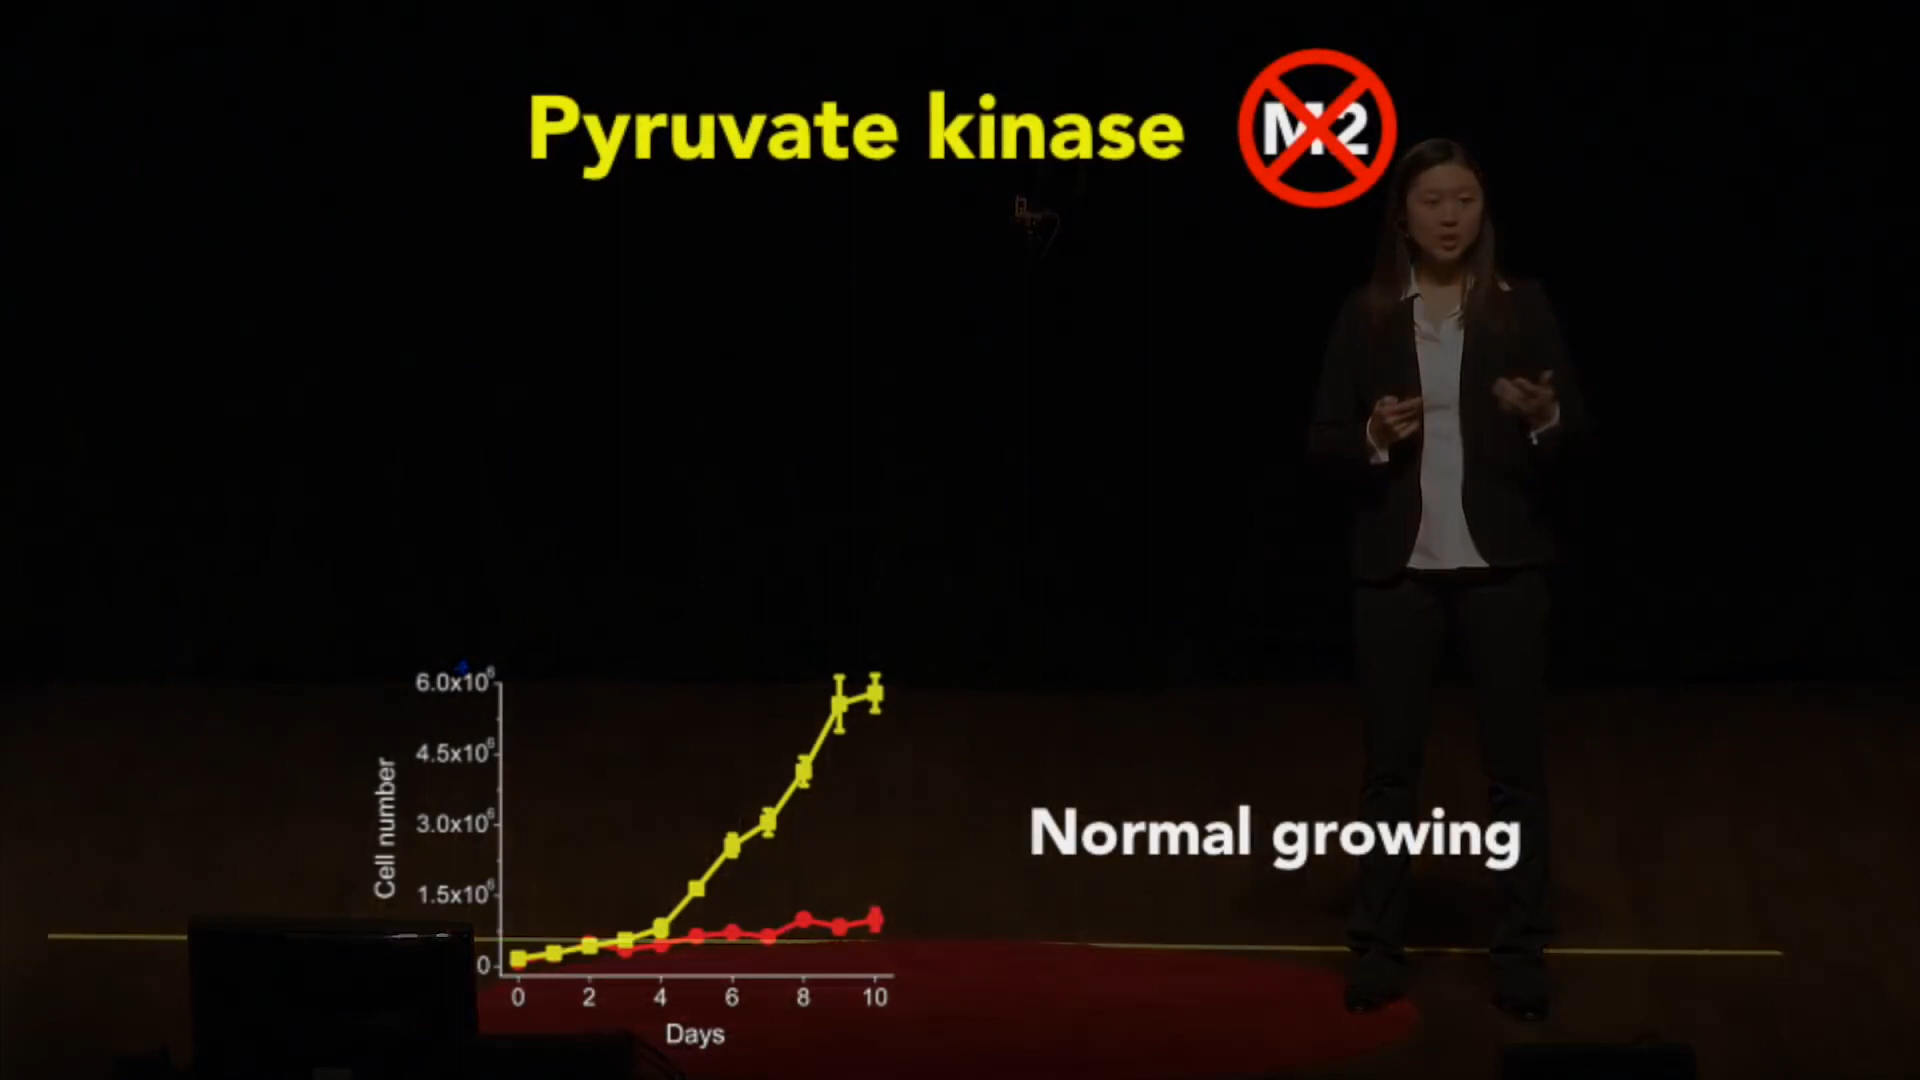 Pyruvate kinase M2
6.0x10⁶
4.5x10⁶
3.0x10⁶
1.5x10⁶
0
Cell number
0 2 4 6 8 10
Days
Normal growing